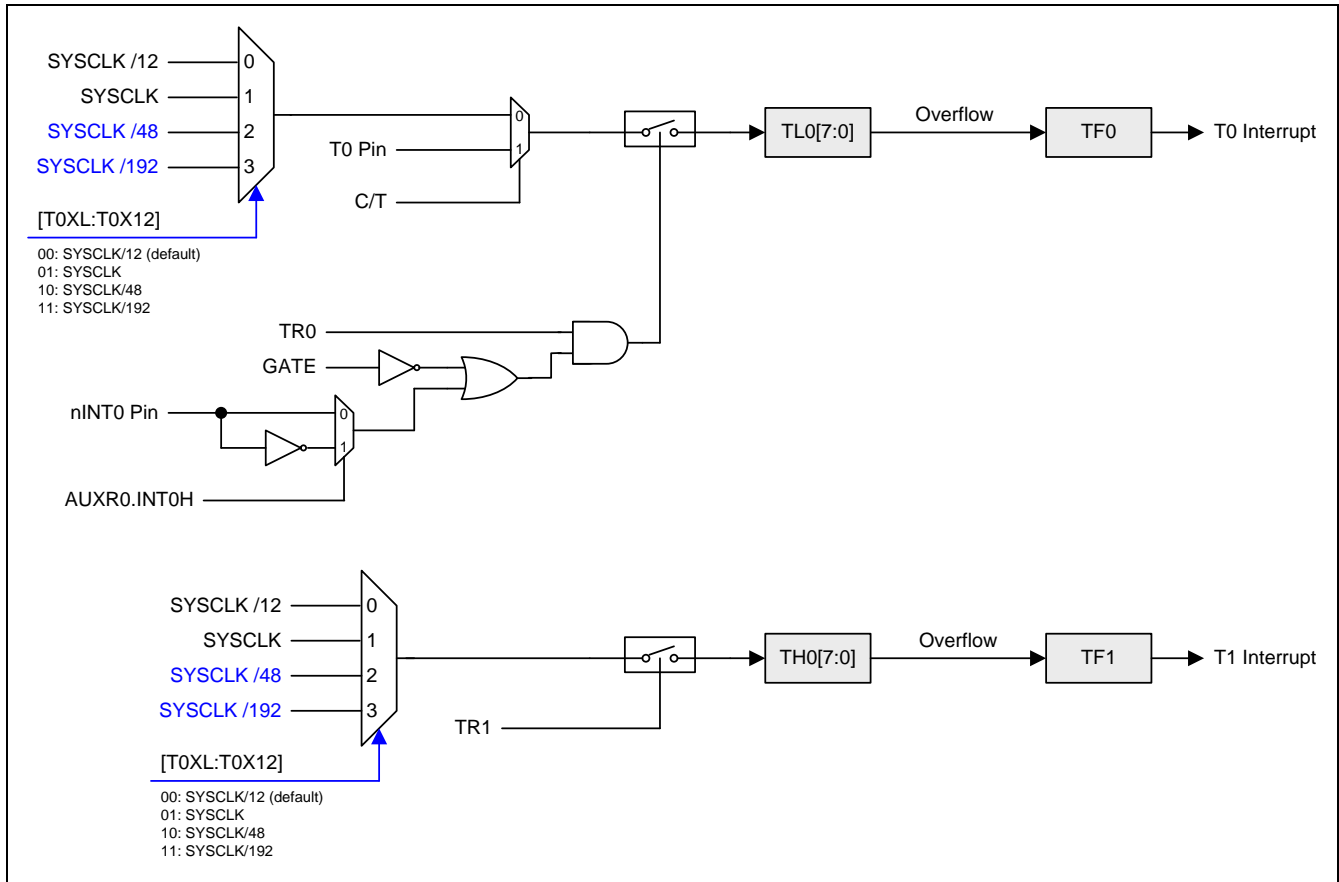 SYSCLK /12
0
SYSCLK
1
SYSCLK /48
2
SYSCLK /192
3
[T0XL:T0X12]
00: SYSCLK/12 (default)
01: SYSCLK
10: SYSCLK/48
11: SYSCLK/192
0
T0 Pin
1
C/T
TL0[7:0]
Overflow
TF0
T0 Interrupt
TR0
GATE
nINT0 Pin
0
1
AUXR0.INT0H
SYSCLK /12
0
SYSCLK
1
SYSCLK /48
2
SYSCLK /192
3
[T0XL:T0X12]
00: SYSCLK/12 (default)
01: SYSCLK
10: SYSCLK/48
11: SYSCLK/192
TR1
TH0[7:0]
Overflow
TF1
T1 Interrupt